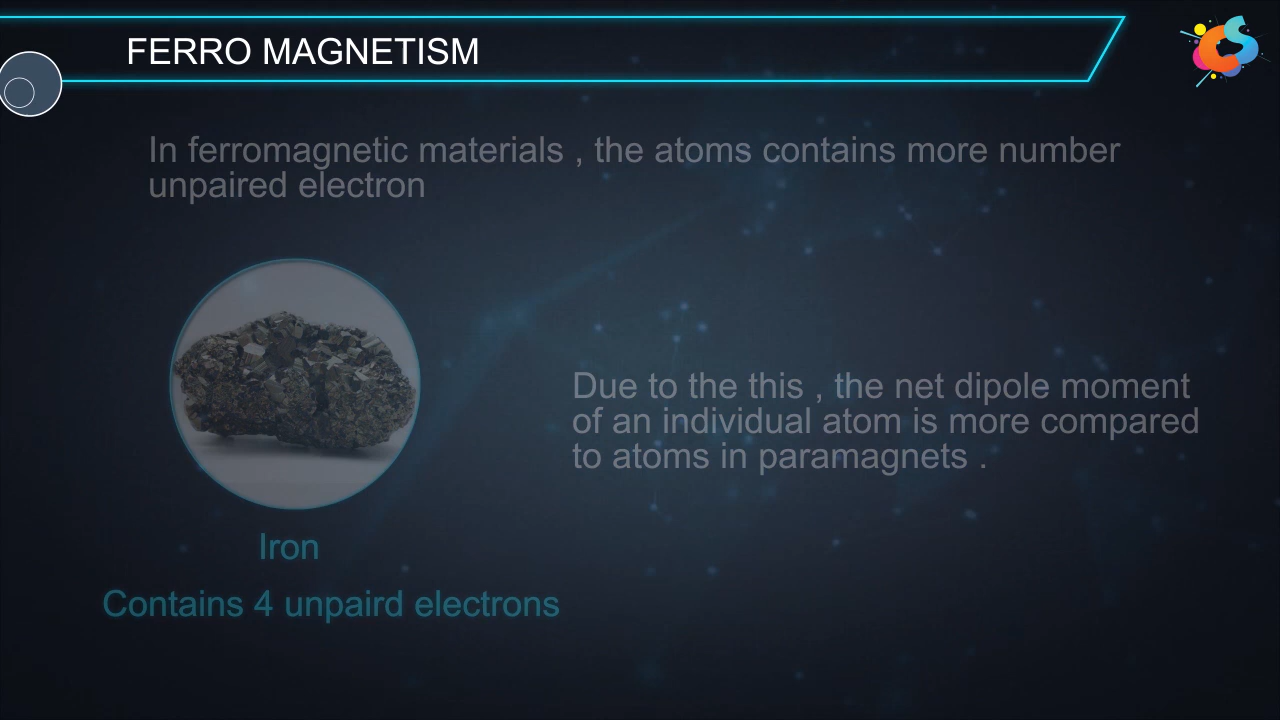 FERRO MAGNETISM
In ferromagnetic materials , the atoms contains more number
unpaired electron
Due to the this , the net dipole moment
of an individual atom is more compared
to atoms in paramagnets .
Iron
Contains 4 unpaird electrons